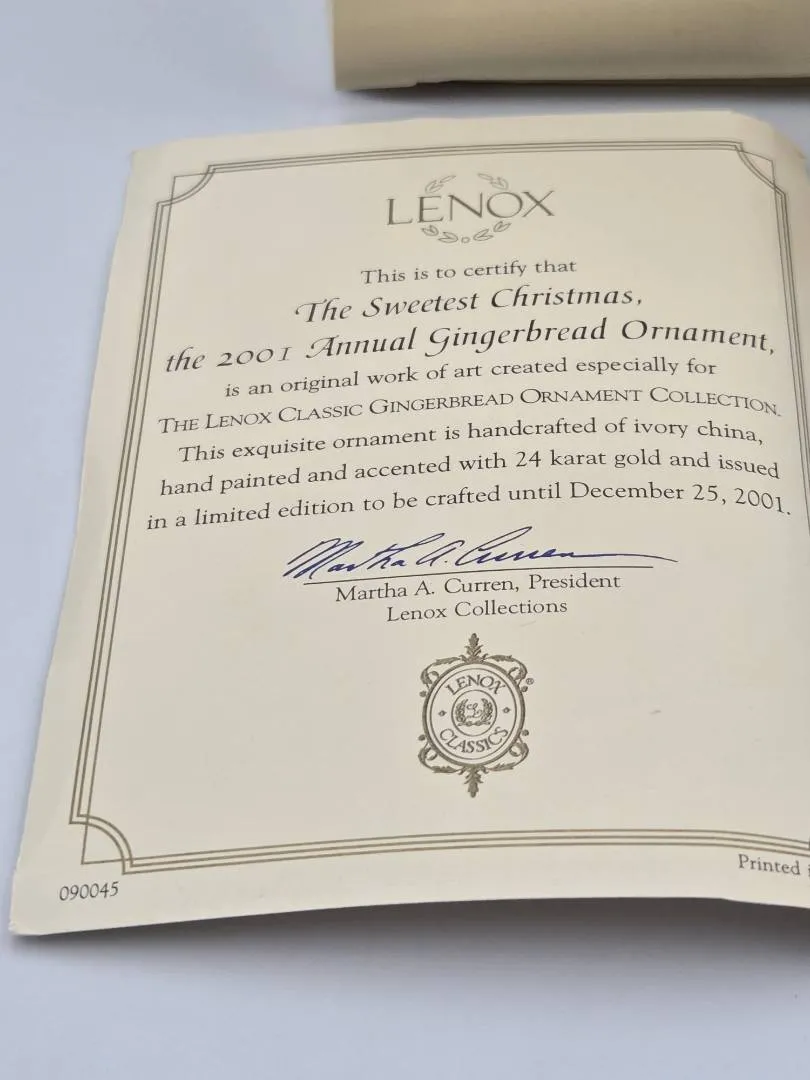 LENOX
This is to certify that
The Sweetest Christmas,
the 2001 Annual Gingerbread Ornament,
is an original work of art created especially for
THE LENOX CLASSIC GINGERBREAD ORNAMENT COLLECTION.
This exquisite ornament is handcrafted of ivory china,
hand painted and accented with 24 karat gold and issued
in a limited edition to be crafted until December 25, 2001.
Martha A. Curren
Martha A. Curren, President
Lenox Collections
LENOX ®
L
CLASSICS
Printed
090045